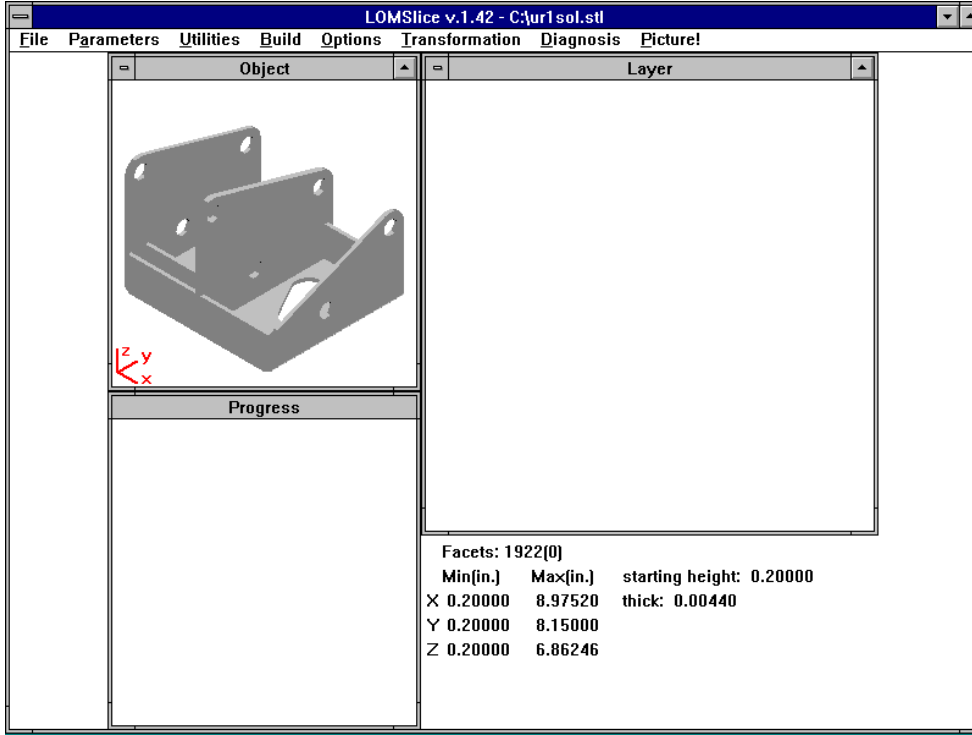 LOMSlice v.1.42 - C:\ur1sol.stl
File Parameters Utilities Build Options Transformation Diagnosis Picture!
Object
Layer
z y
x
Progress
Facets: 1922(0)
Min(in.) Max(in.) starting height: 0.20000
X 0.20000 8.97520 thick: 0.00440
Y 0.20000 8.15000
Z 0.20000 6.86246